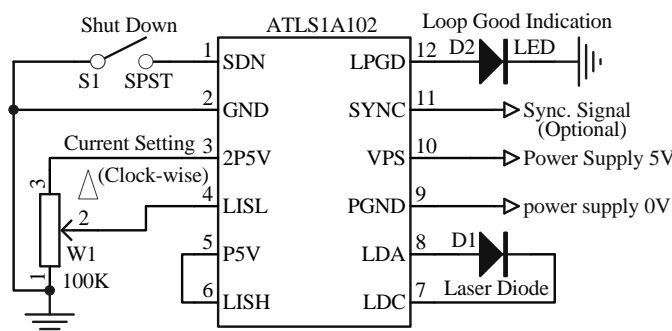 ATLS1A102
Shut Down
S1 SPST
1 SDN
2 GND
Current Setting
3 2P5V
(Clock-wise)
4 LISL
3
2
1
W1
100K
5 P5V
6 LISH
Loop Good Indication
LPGD 12 D2 LED
SYNC 11 Sync. Signal
(Optional)
VPS 10 Power Supply 5V
PGND 9 power supply 0V
LDA 8 D1
Laser Diode
LDC 7